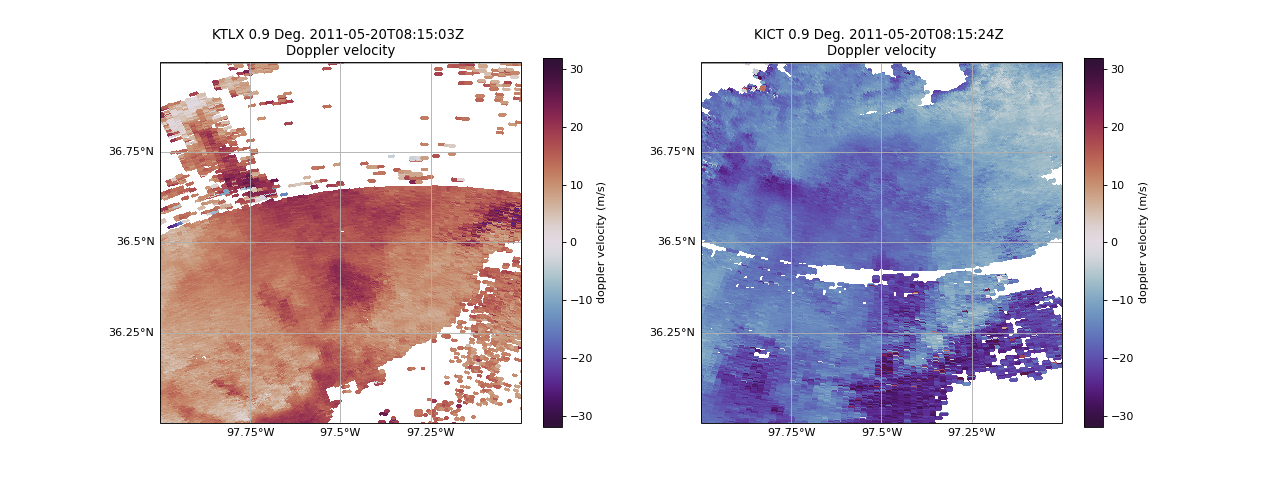 KTLX 0.9 Deg. 2011-05-20T08:15:03Z
Doppler velocity
36.75°N
36.5°N
36.25°N
97.75°W
97.5°W
97.25°W
30
20
10
0
−10
−20
−30
doppler velocity (m/s)
KICT 0.9 Deg. 2011-05-20T08:15:24Z
Doppler velocity
36.75°N
36.5°N
36.25°N
97.75°W
97.5°W
97.25°W
30
20
10
0
−10
−20
−30
doppler velocity (m/s)